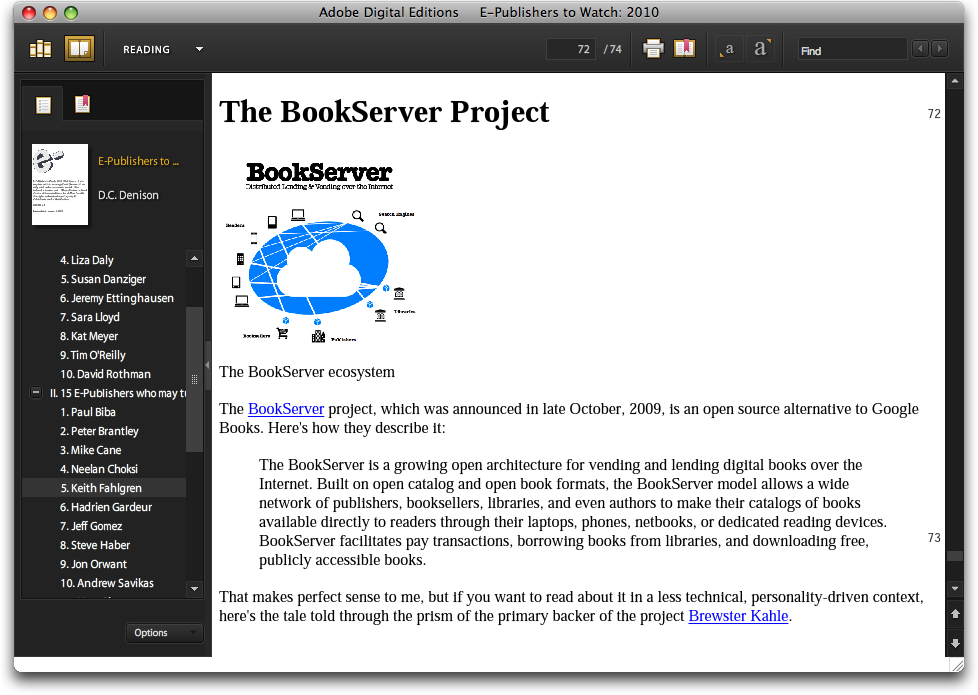 Adobe Digital Editions E-Publishers to Watch: 2010
READING
72 / 74
a a
Find
E-Publishers to ...
D.C. Denison
4. Liza Daly
5. Susan Danziger
6. Jeremy Ettinghausen
7. Sara Lloyd
8. Kat Meyer
9. Tim O'Reilly
10. David Rothman
II. 15 E-Publishers who may t
1. Paul Biba
2. Peter Brantley
3. Mike Cane
4. Neelan Choksi
5. Keith Fahlgren
6. Hadrien Gardeur
7. Jeff Gomez
8. Steve Haber
9. Jon Orwant
10. Andrew Savikas
Options
The BookServer Project
72
BookServer
Distributed Lending & Vending over the Internet
Search Engines
Readers
Libraries
Booksellers
Publishers
The BookServer ecosystem
The BookServer project, which was announced in late October, 2009, is an open source alternative to Google
Books. Here's how they describe it:
The BookServer is a growing open architecture for vending and lending digital books over the
Internet. Built on open catalog and open book formats, the BookServer model allows a wide
network of publishers, booksellers, libraries, and even authors to make their catalogs of books
available directly to readers through their laptops, phones, netbooks, or dedicated reading devices.
73
BookServer facilitates pay transactions, borrowing books from libraries, and downloading free,
publicly accessible books.
That makes perfect sense to me, but if you want to read about it in a less technical, personality-driven context,
here's the tale told through the prism of the primary backer of the project Brewster Kahle.